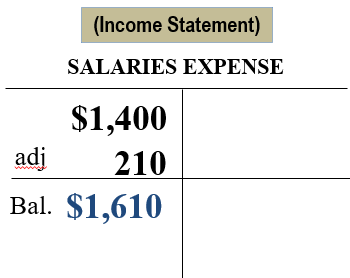 (Income Statement)
SALARIES EXPENSE
$1,400
adj 210
Bal. $1,610